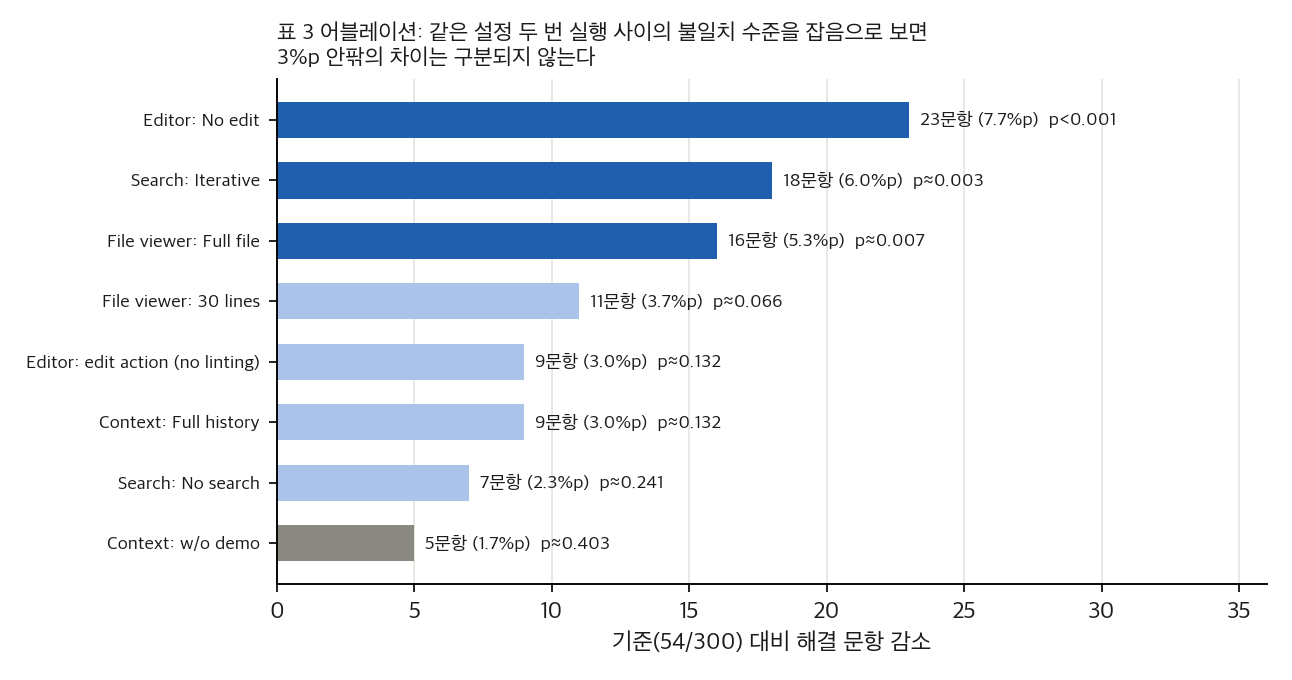 표 3 어블레이션: 같은 설정 두 번 실행 사이의 불일치 수준을 잡음으로 보면
3%p 안팎의 차이는 구분되지 않는다
Editor: No edit
23문항 (7.7%p) p<0.001
Search: Iterative
18문항 (6.0%p) p≈0.003
File viewer: Full file
16문항 (5.3%p) p≈0.007
File viewer: 30 lines
11문항 (3.7%p) p≈0.066
Editor: edit action (no linting)
9문항 (3.0%p) p≈0.132
Context: Full history
9문항 (3.0%p) p≈0.132
Search: No search
7문항 (2.3%p) p≈0.241
Context: w/o demo
5문항 (1.7%p) p≈0.403
0 5 10 15 20 25 30 35
기준(54/300) 대비 해결 문항 감소